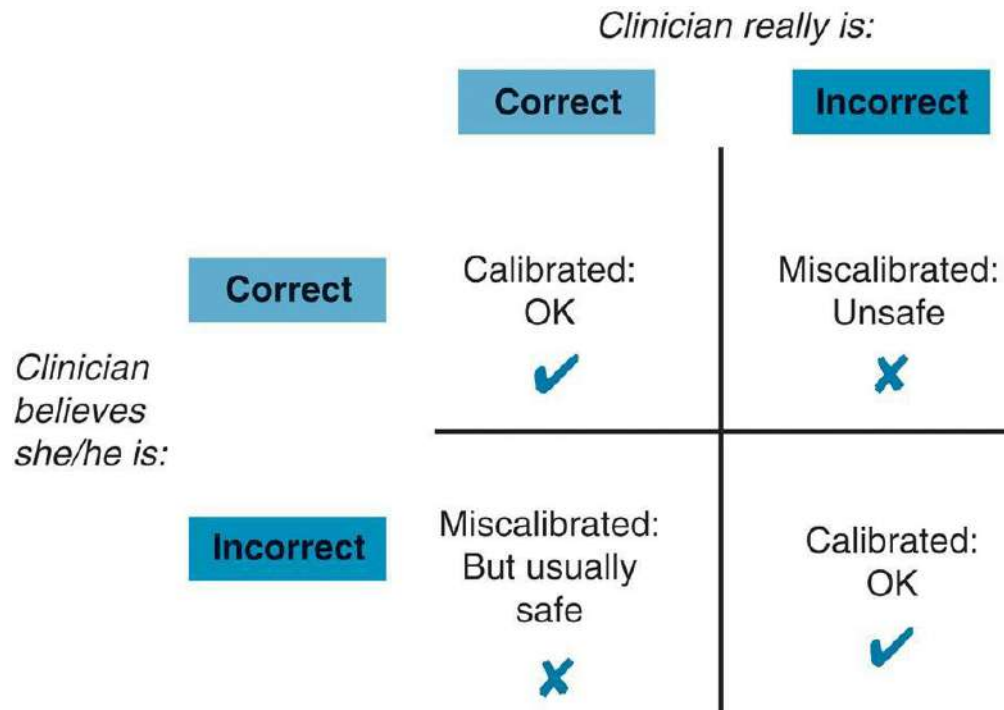 Clinician really is:
Correct
Incorrect
Correct
Calibrated:
OK
Miscalibrated:
Unsafe
Clinician
believes
she/he is:
Incorrect
Miscalibrated:
But usually
safe
Calibrated:
OK